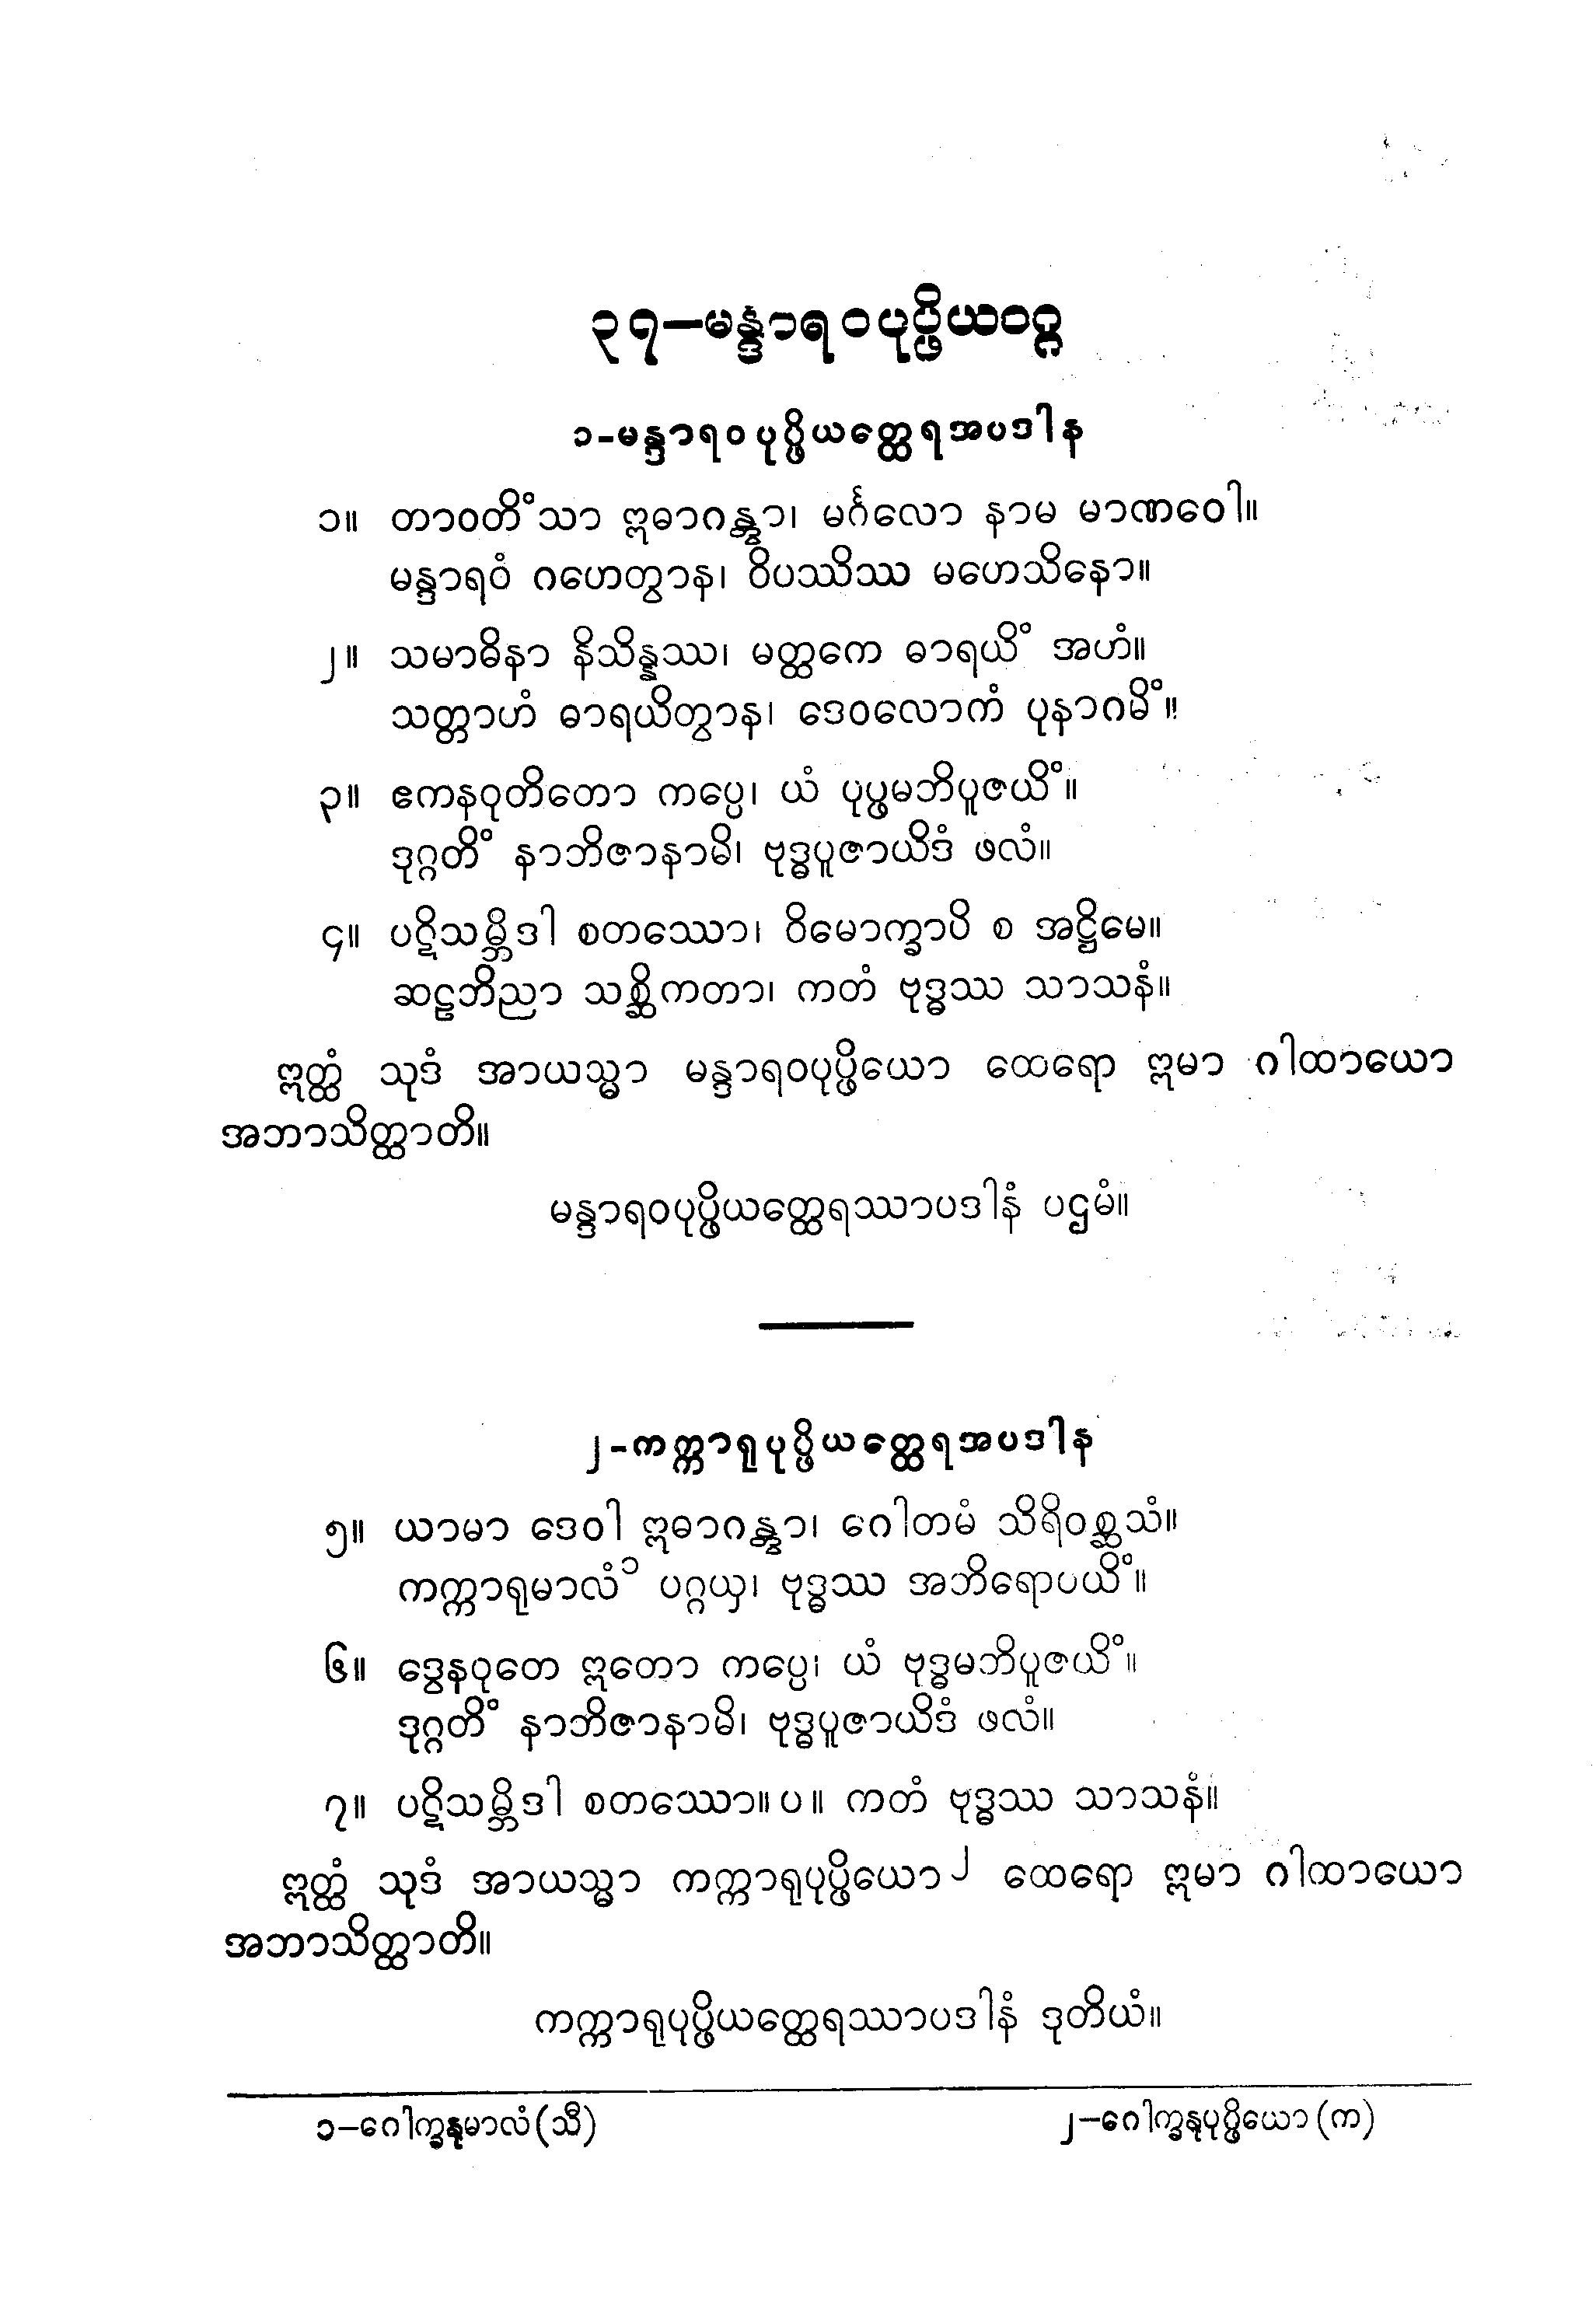 ၃၇–မန္ဒာရဝပုပ္ဖိယဝဂ္ဂ
၁-မန္ဒာရဝပုပ္ဖိယတ္ထေရအပဒါန
၁။ တာဝတိံသာ ဣဓာဂန္တွာ၊ မင်္ဂလော နာမ မာဏဝေါ။
မန္ဒာရဝံ ဂဟေတွာန၊ ဝိပဿိဿ မဟေသိနော။
၂။ သမာဓိနာ နိသိန္နဿ၊ မတ္ထကေ ဓာရယိံ အဟံ။
သတ္တာဟံ ဓာရယိတွာန၊ ဒေဝလောကံ ပုနာဂမိံ။
၃။ ဧကနဝုတိတော ကပ္ပေ၊ ယံ ပုပ္ဖမဘိပူဇယိံ။
ဒုဂ္ဂတိံ နာဘိဇာနာမိ၊ ဗုဒ္ဓပူဇာယိဒံ ဖလံ။
၄။ ပဋိသမ္ဘိဒါ စတဿော၊ ဝိမောက္ခာပိ စ အဋ္ဌိမေ။
ဆဠဘိညာ သစ္ဆိကတာ၊ ကတံ ဗုဒ္ဓဿ သာသနံ။
ဣတ္ထံ သုဒံ အာယသ္မာ မန္ဒာရဝပုပ္ဖိယော ထေရော ဣမာ ဂါထာယော
အဘာသိတ္ထာတိ။
မန္ဒာရဝပုပ္ဖိယတ္ထေရဿာပဒါနံ ပဌမံ။
၂-ကက္ကာရုပုပ္ဖိယတ္ထေရအပဒါန
၅။ ယာမာ ဒေဝါ ဣဓာဂန္တွာ၊ ဂေါတမံ သိရိဝစ္ဆသံ။
ကက္ကာရုမာလံ၁ ပဂ္ဂယှ၊ ဗုဒ္ဓဿ အဘိရောပယိံ။
၆။ ဒွေနဝုတေ ဣတော ကပ္ပေ၊ ယံ ဗုဒ္ဓမဘိပူဇယိံ။
ဒုဂ္ဂတိံ နာဘိဇာနာမိ၊ ဗုဒ္ဓပူဇာယိဒံ ဖလံ။
၇။ ပဋိသမ္ဘိဒါ စတဿော။ပ။ ကတံ ဗုဒ္ဓဿ သာသနံ။
ဣတ္ထံ သုဒံ အာယသ္မာ ကက္ကာရုပုပ္ဖိယော၂ ထေရော ဣမာ ဂါထာယော
အဘာသိတ္ထာတိ။
ကက္ကာရုပုပ္ဖိယတ္ထေရဿာပဒါနံ ဒုတိယံ။
၁–ဂေါက္ခနုမာလံ(သီ) ၂–ဂေါက္ခနုပုပ္ဖိယော(က)